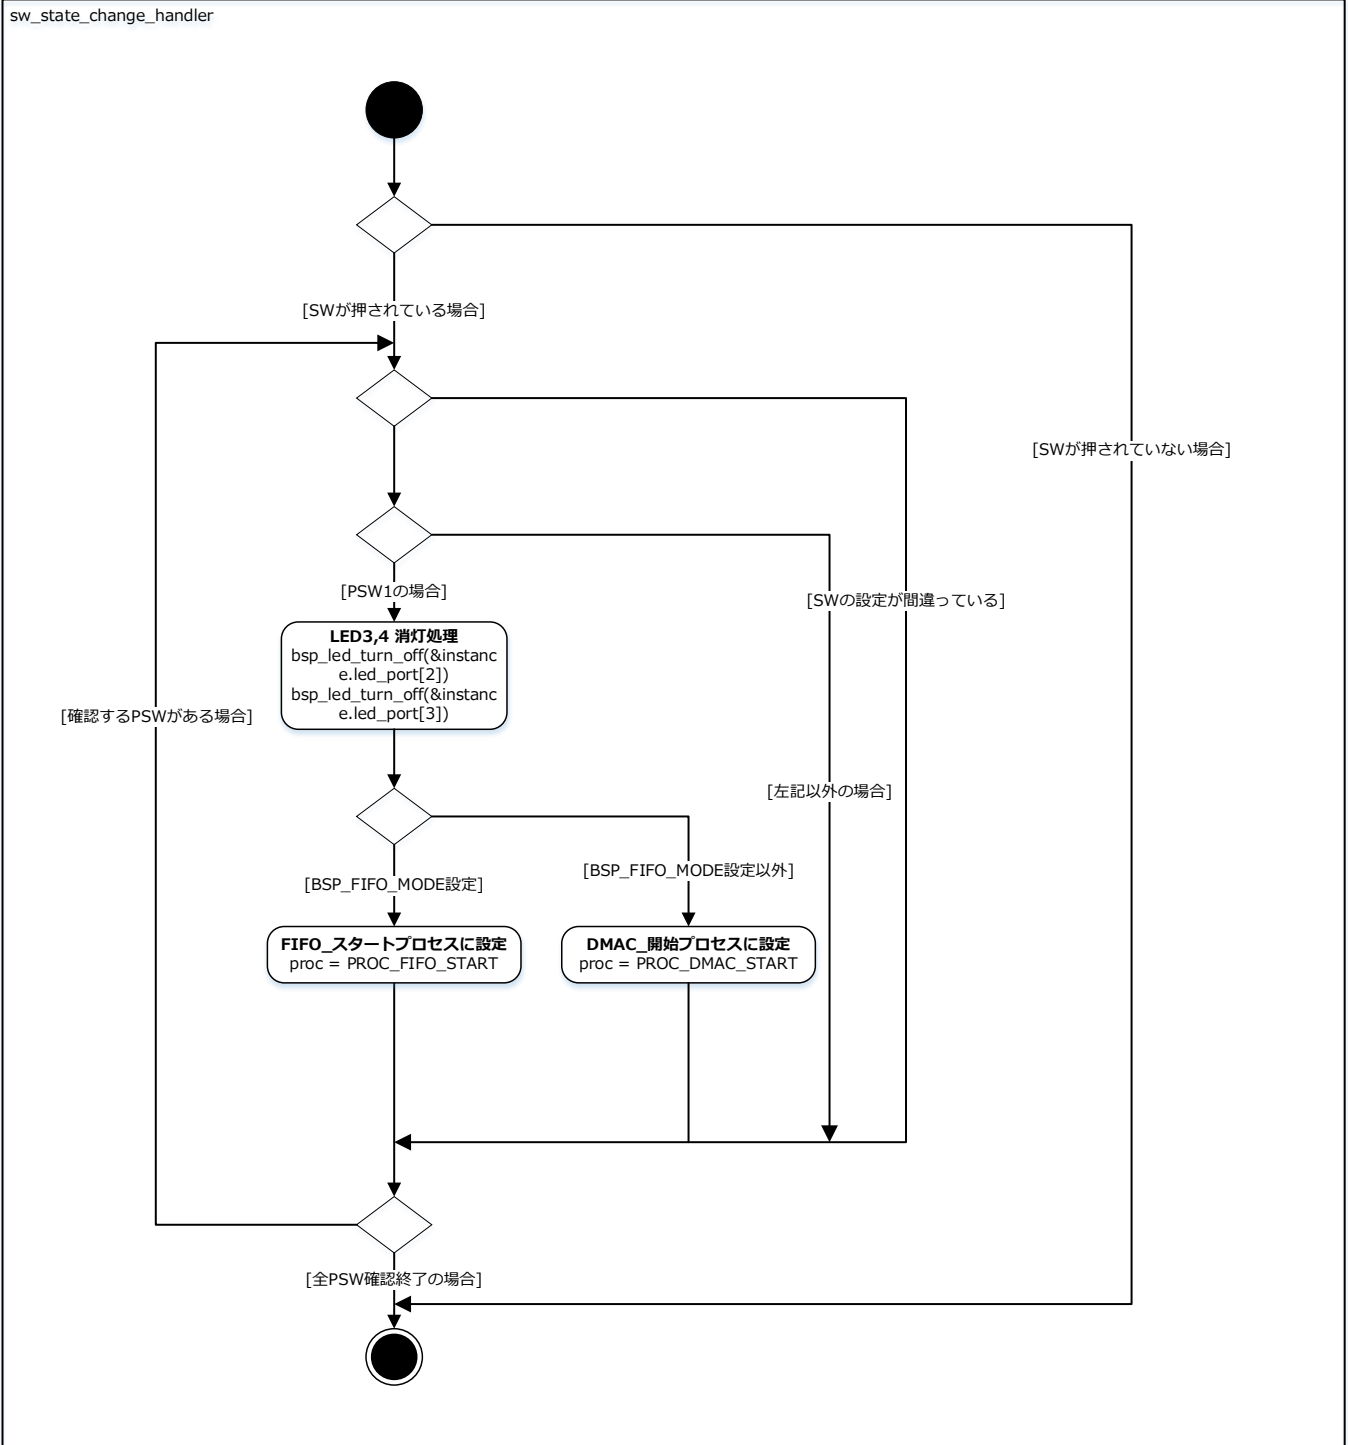 sw_state_change_handler
[SWが押されている場合]
[SWが押されていない場合]
[PSW1の場合]
[SWの設定が間違っている]
LED3,4 消灯処理
bsp_led_turn_off(&instanc
e.led_port[2])
bsp_led_turn_off(&instanc
e.led_port[3])
[確認するPSWがある場合]
[左記以外の場合]
[BSP_FIFO_MODE設定]
[BSP_FIFO_MODE設定以外]
FIFO_スタートプロセスに設定
proc = PROC_FIFO_START
DMAC_開始プロセスに設定
proc = PROC_DMAC_START
[全PSW確認終了の場合]